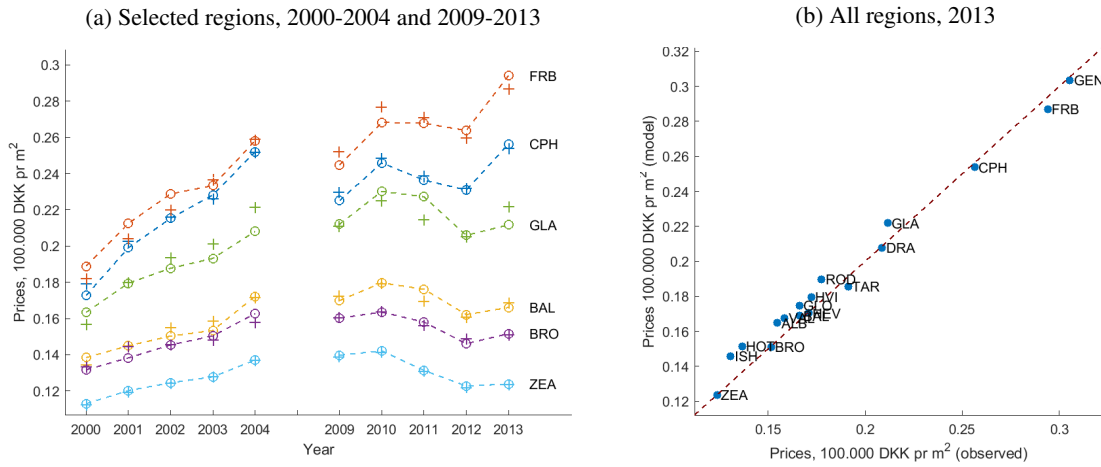 (a) Selected regions, 2000-2004 and 2009-2013
Prices, 100.000 DKK pr m²
0.3
0.28
0.26
0.24
0.22
0.2
0.18
0.16
0.14
0.12
FRB
CPH
GLA
BAL
BRO
ZEA
2000 2001 2002 2003 2004 2009 2010 2011 2012 2013
Year
(b) All regions, 2013
Prices 100.000 DKK pr m² (model)
0.32
0.3
0.28
0.26
0.24
0.22
0.2
0.18
0.16
0.14
0.12
GEN
FRB
CPH
GLA
DRA
ROD
TAR
HVI
GLO
ALB
HOT
BRO
ISH
ZEA
0.15 0.2 0.25 0.3
Prices, 100.000 DKK pr m² (observed)